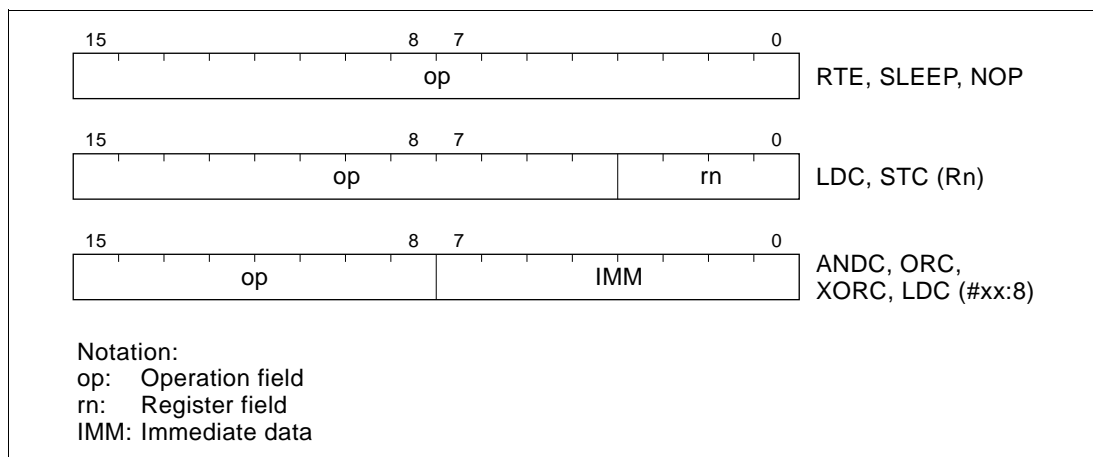 15 8 7 0
op
RTE, SLEEP, NOP
15 8 7 0
op rn
LDC, STC (Rn)
15 8 7 0
op IMM
ANDC, ORC,
XORC, LDC (#xx:8)
Notation:
op: Operation field
rn: Register field
IMM: Immediate data